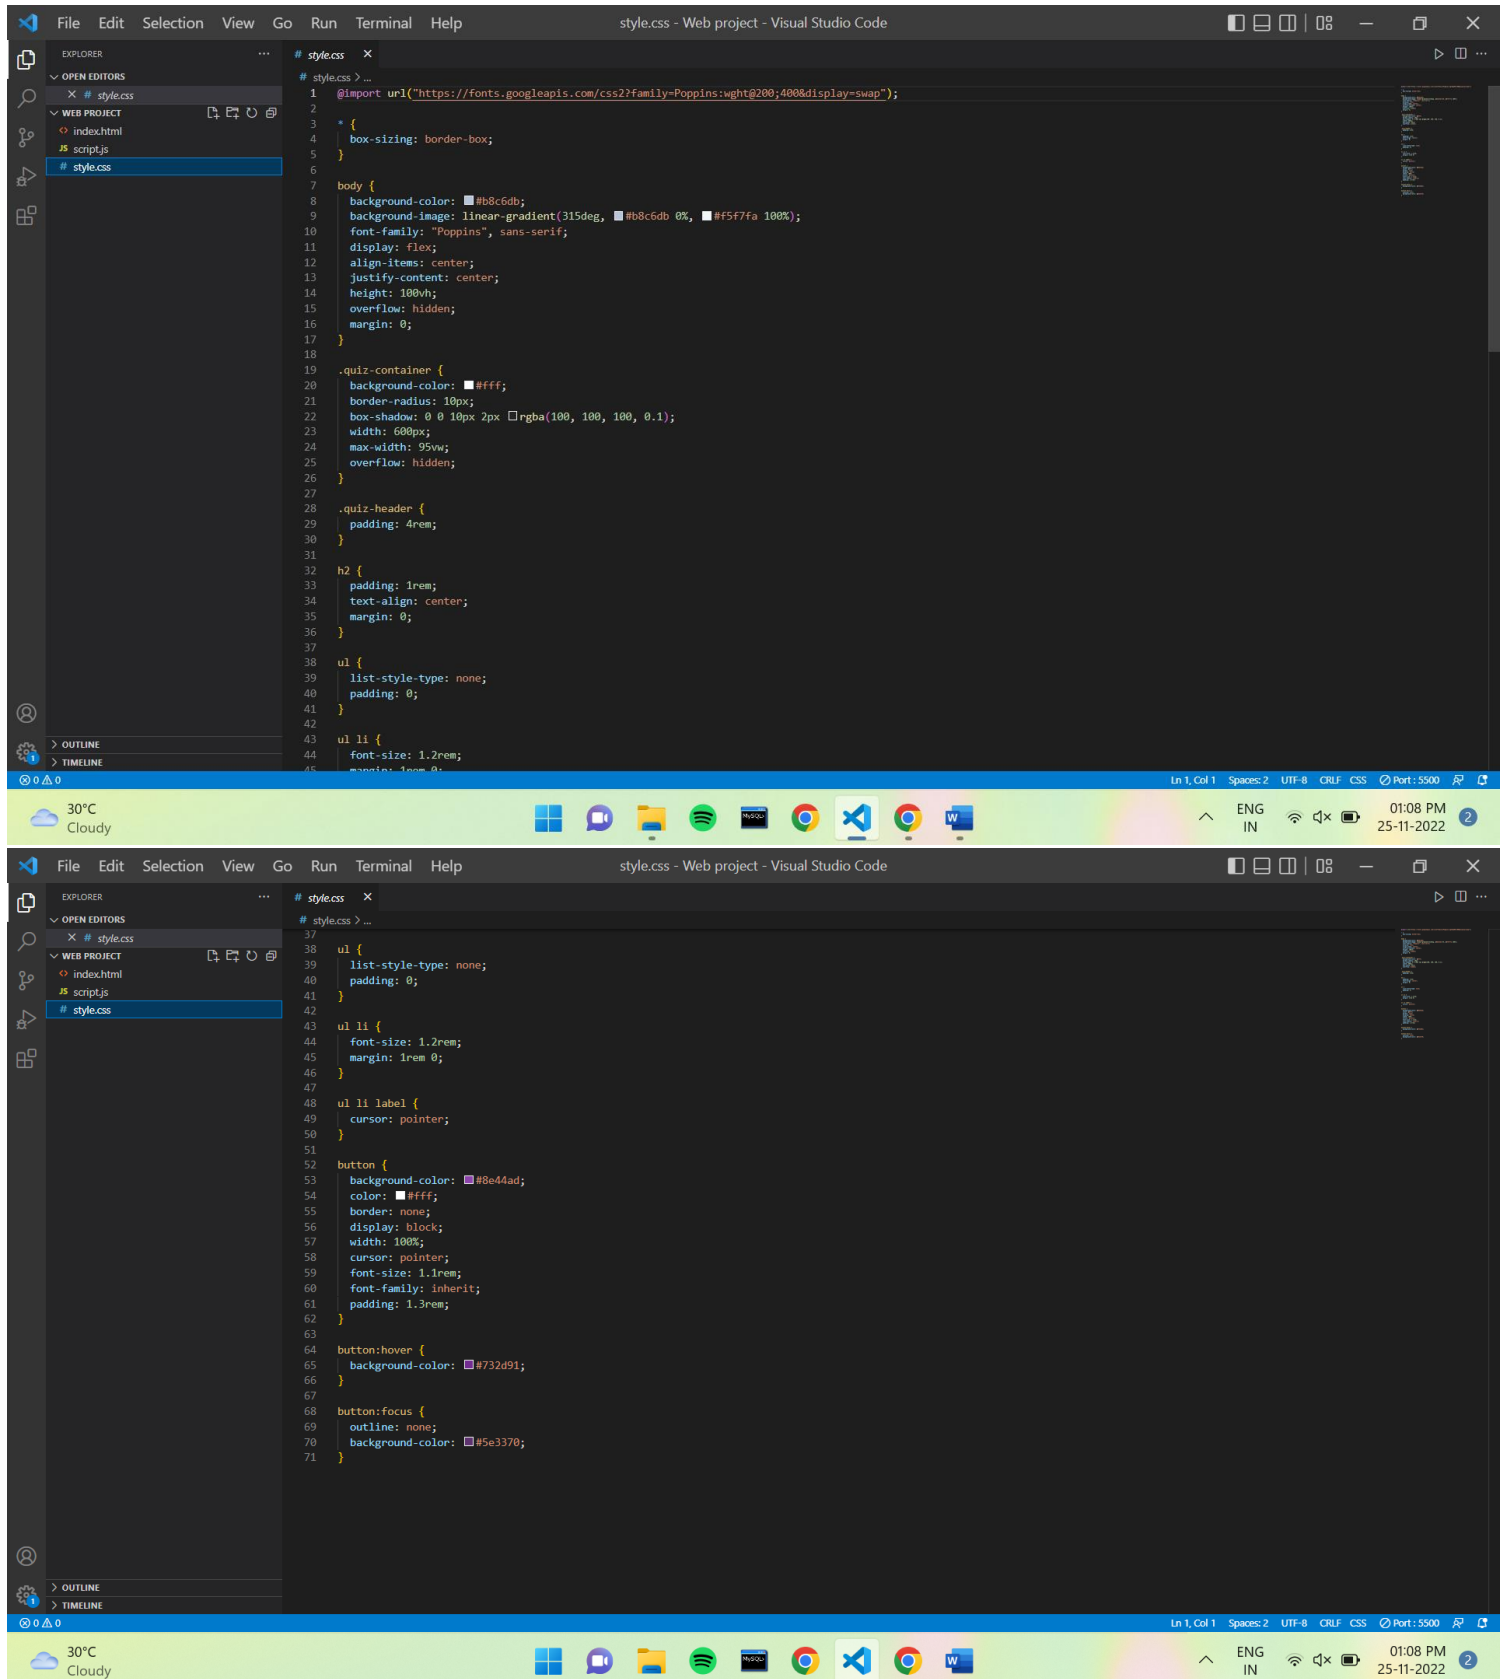 File Edit Selection View Go Run Terminal Help style.css - Web project - Visual Studio Code
EXPLORER ... # style.css ×
OPEN EDITORS # style.css > ...
× # style.css
WEB PROJECT
<> index.html
JS script.js
# style.css
1 @import url("https://fonts.googleapis.com/css2?family=Poppins:wght@200;400&display=swap");
2
3 * {
4 box-sizing: border-box;
5 }
6
7 body {
8 background-color: #b8c6db;
9 background-image: linear-gradient(315deg, #b8c6db 0%, #f5f7fa 100%);
10 font-family: "Poppins", sans-serif;
11 display: flex;
12 align-items: center;
13 justify-content: center;
14 height: 100vh;
15 overflow: hidden;
16 margin: 0;
17 }
18
19 .quiz-container {
20 background-color: #fff;
21 border-radius: 10px;
22 box-shadow: 0 0 10px 2px rgba(100, 100, 100, 0.1);
23 width: 600px;
24 max-width: 95vw;
25 overflow: hidden;
26 }
27
28 .quiz-header {
29 padding: 4rem;
30 }
31
32 h2 {
33 padding: 1rem;
34 text-align: center;
35 margin: 0;
36 }
37
38 ul {
39 list-style-type: none;
40 padding: 0;
41 }
42
43 ul li {
44 font-size: 1.2rem;
45 margin: 1rem 0;
OUTLINE
TIMELINE
0 0 Ln 1, Col 1 Spaces: 2 UTF-8 CRLF CSS Port : 5500
30°C
Cloudy
MySQL
W
ENG
IN
01:08 PM
25-11-2022
2
File Edit Selection View Go Run Terminal Help style.css - Web project - Visual Studio Code
EXPLORER ... # style.css ×
OPEN EDITORS # style.css > ...
× # style.css
WEB PROJECT
<> index.html
JS script.js
# style.css
37
38 ul {
39 list-style-type: none;
40 padding: 0;
41 }
42
43 ul li {
44 font-size: 1.2rem;
45 margin: 1rem 0;
46 }
47
48 ul li label {
49 cursor: pointer;
50 }
51
52 button {
53 background-color: #8e44ad;
54 color: #fff;
55 border: none;
56 display: block;
57 width: 100%;
58 cursor: pointer;
59 font-size: 1.1rem;
60 font-family: inherit;
61 padding: 1.3rem;
62 }
63
64 button:hover {
65 background-color: #732d91;
66 }
67
68 button:focus {
69 outline: none;
70 background-color: #5e3370;
71 }
OUTLINE
TIMELINE
0 0 Ln 1, Col 1 Spaces: 2 UTF-8 CRLF CSS Port : 5500
30°C
Cloudy
MySQL
W
ENG
IN
01:08 PM
25-11-2022
2